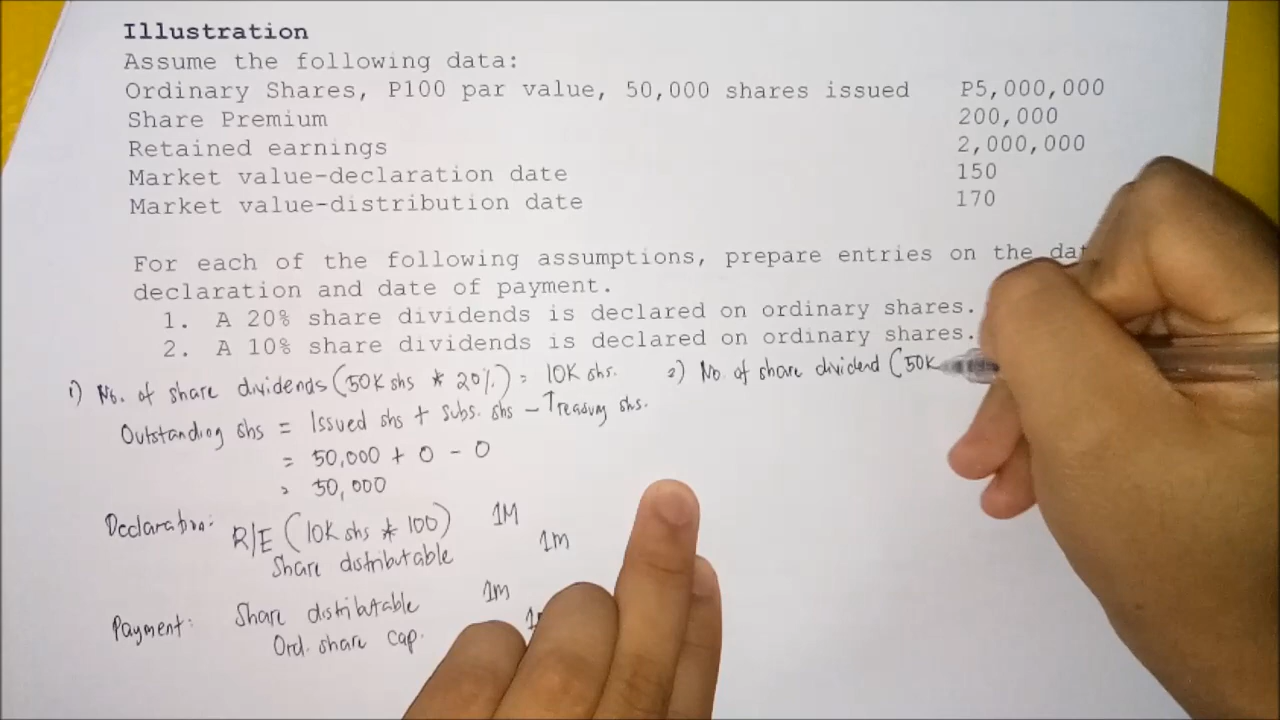 Illustration
Assume the following data:
Ordinary Shares, P100 par value, 50,000 shares issued P5,000,000
Share Premium 200,000
Retained earnings 2,000,000
Market value-declaration date 150
Market value-distribution date 170
For each of the following assumptions, prepare entries on the
declaration and date of payment.
1. A 20% share dividends is declared on ordinary shares.
2. A 10% share dividends is declared on ordinary shares.
1) No. of share dividends (50K shs * 20%) = 10K shs.
Outstanding shs = Issued shs + subs. shs - Treasury shs.
= 50,000 + 0 - 0
= 50,000
Declaration: R/E (10K shs * 100) 1M
Share distributable 1m
Payment: Share distributable 1m
Ord. share cap.
2) No. of share dividend (50K